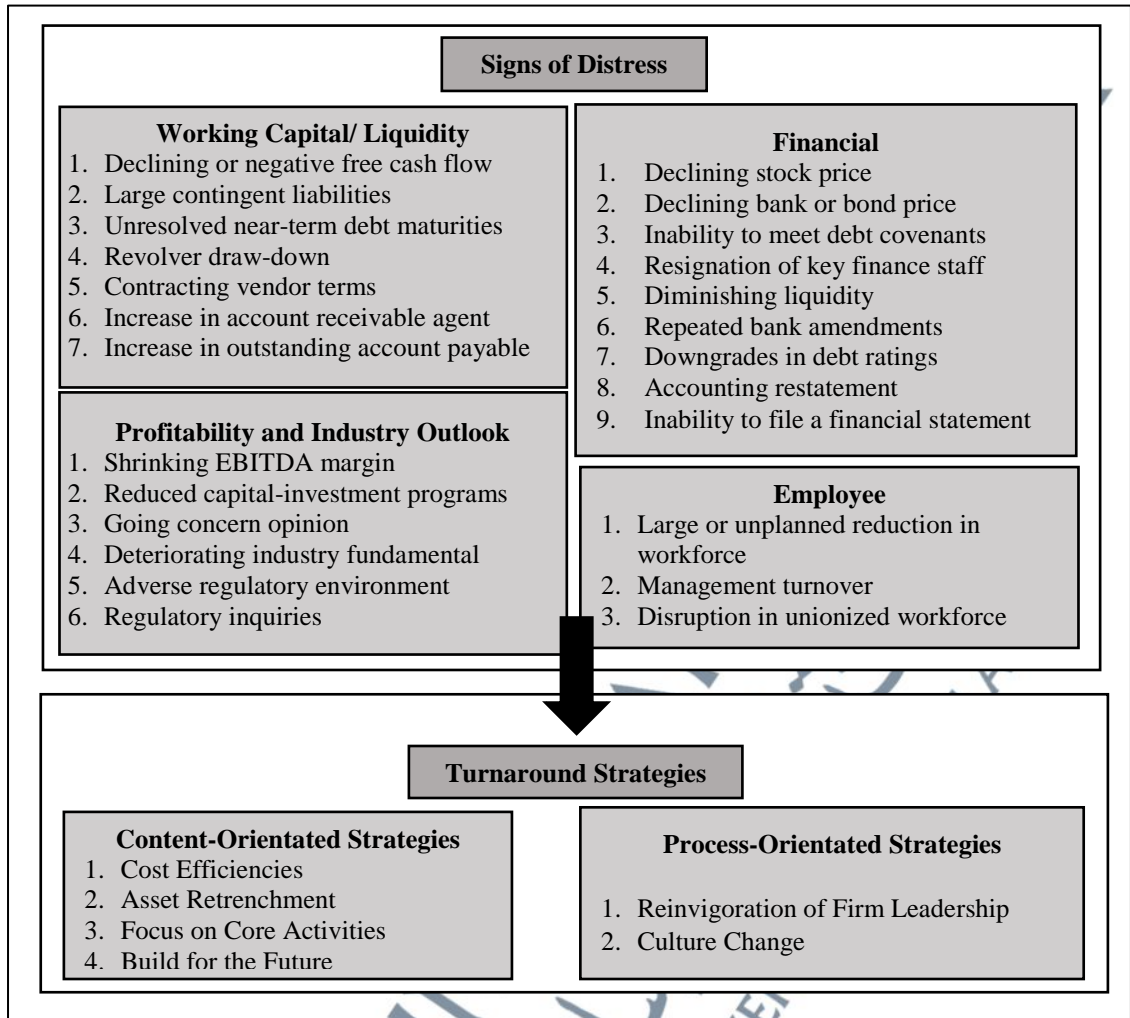 Signs of Distress
Working Capital/ Liquidity
1. Declining or negative free cash flow
2. Large contingent liabilities
3. Unresolved near-term debt maturities
4. Revolver draw-down
5. Contracting vendor terms
6. Increase in account receivable agent
7. Increase in outstanding account payable
Financial
1. Declining stock price
2. Declining bank or bond price
3. Inability to meet debt covenants
4. Resignation of key finance staff
5. Diminishing liquidity
6. Repeated bank amendments
7. Downgrades in debt ratings
8. Accounting restatement
9. Inability to file a financial statement
Profitability and Industry Outlook
1. Shrinking EBITDA margin
2. Reduced capital-investment programs
3. Going concern opinion
4. Deteriorating industry fundamental
5. Adverse regulatory environment
6. Regulatory inquiries
Employee
1. Large or unplanned reduction in
workforce
2. Management turnover
3. Disruption in unionized workforce
Turnaround Strategies
Content-Orientated Strategies
1. Cost Efficiencies
2. Asset Retrenchment
3. Focus on Core Activities
4. Build for the Future
Process-Orientated Strategies
1. Reinvigoration of Firm Leadership
2. Culture Change